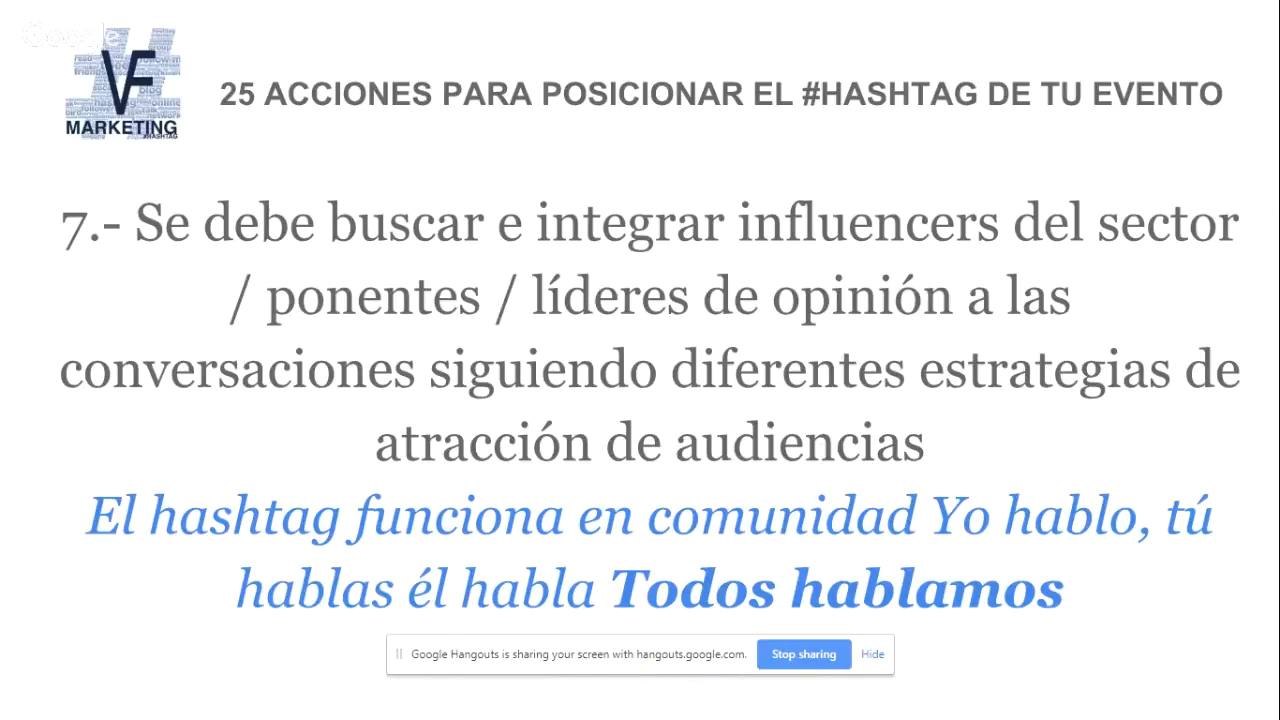 Google
VF
MARKETING
#HASHTAG
25 ACCIONES PARA POSICIONAR EL #HASHTAG DE TU EVENTO
7.- Se debe buscar e integrar influencers del sector
/ ponentes / líderes de opinión a las
conversaciones siguiendo diferentes estrategias de
atracción de audiencias
El hashtag funciona en comunidad Yo hablo, tú
hablas él habla Todos hablamos
Google Hangouts is sharing your screen with hangouts.google.com. Stop sharing Hide